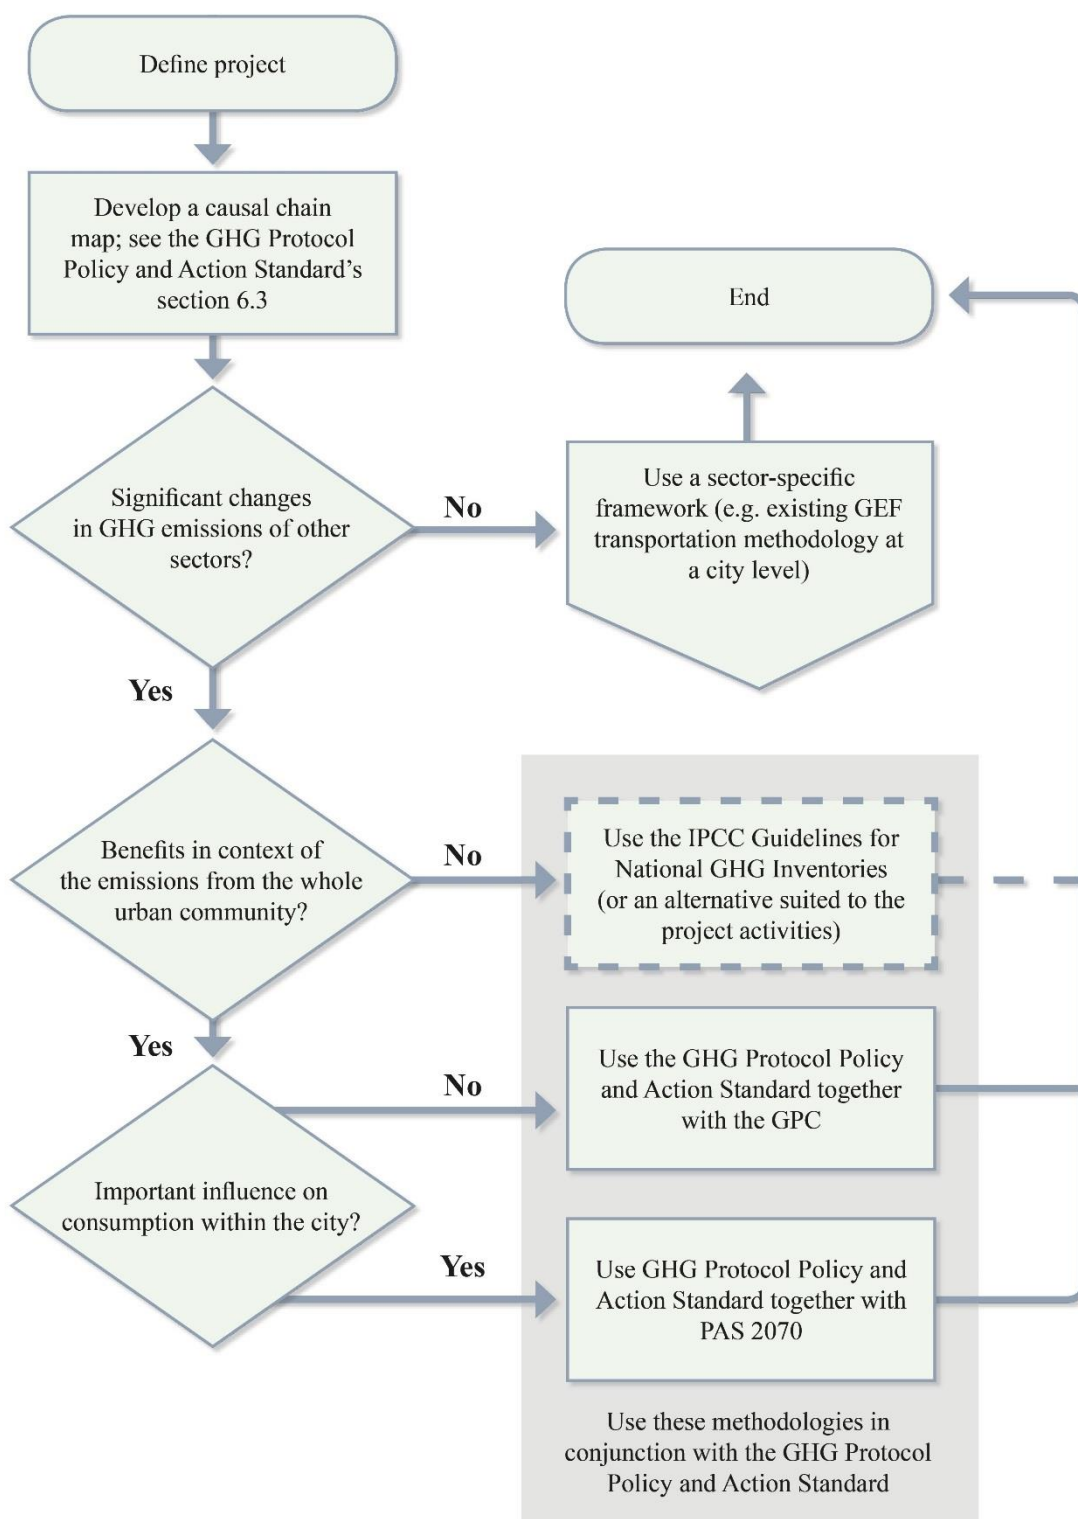 Define project
Develop a causal chain
map; see the GHG Protocol
Policy and Action Standard's
section 6.3
End
Significant changes
in GHG emissions of other
sectors?
No
Use a sector-specific
framework (e.g. existing GEF
transportation methodology at
a city level)
Yes
Benefits in context of
the emissions from the whole
urban community?
No
Use the IPCC Guidelines for
National GHG Inventories
(or an alternative suited to the
project activities)
Yes
Important influence on
consumption within the city?
No
Use the GHG Protocol Policy
and Action Standard together
with the GPC
Yes
Use GHG Protocol Policy and
Action Standard together with
PAS 2070
Use these methodologies in
conjunction with the GHG Protocol
Policy and Action Standard